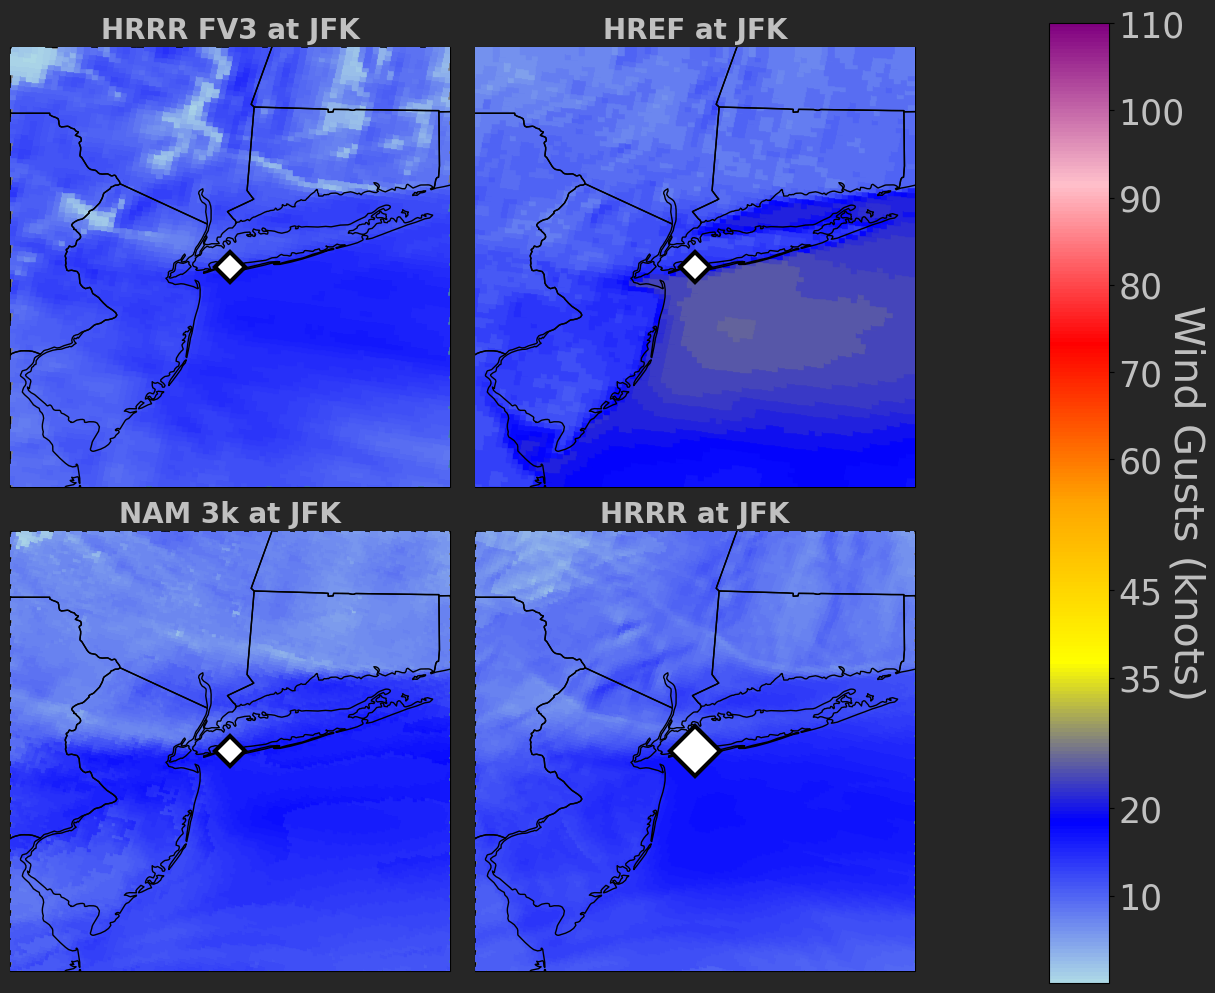 HRRR FV3 at JFK
HREF at JFK
NAM 3k at JFK
HRRR at JFK
110
100
90
80
70
60
45
35
20
10
Wind Gusts (knots)